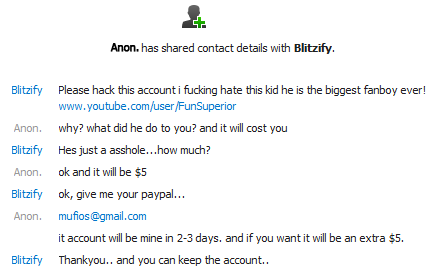 Anon. has shared contact details with Blitzify.
Blitzify Please hack this account i fucking hate this kid he is the biggest fanboy ever!
www.youtube.com/user/FunSuperior
Anon. why? what did he do to you? and it will cost you
Blitzify Hes just a asshole...how much?
Anon. ok and it will be $5
Blitzify ok, give me your paypal...
Anon. mufios@gmail.com
it account will be mine in 2-3 days. and if you want it will be an extra $5.
Blitzify Thankyou.. and you can keep the account..